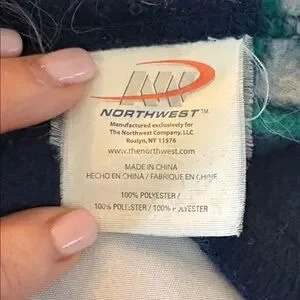 NORTHWEST™
Manufactured exclusively for
The Northwest Company, LLC
Roslyn, NY 11576
www.thenorthwest.com
MADE IN CHINA
HECHO EN CHINA / FABRIQUE EN CHINE
100% POLYESTER /
100% POLIESTER / 100% POLYESTER